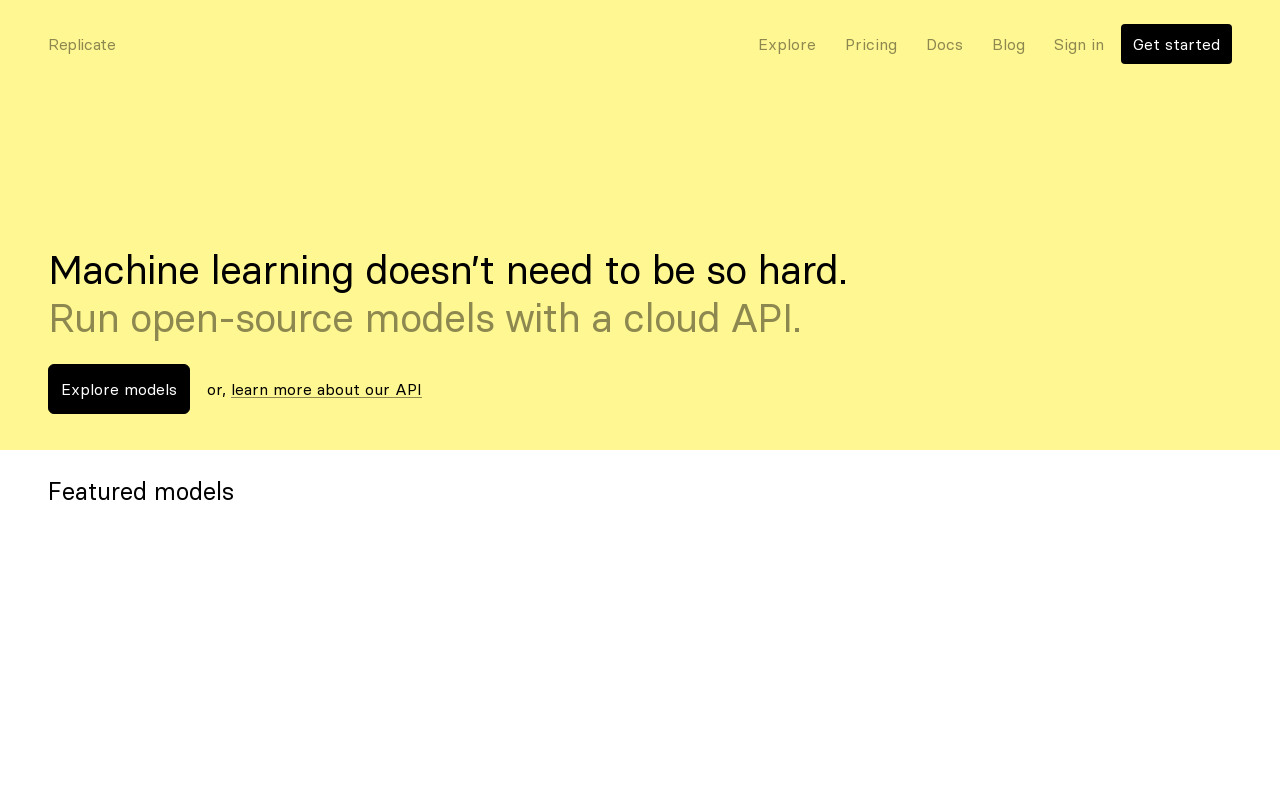 Replicate
Explore
Pricing
Docs
Blog
Sign in
Get started
Machine learning doesn’t need to be so hard.
Run open-source models with a cloud API.
Explore models
or, learn more about our API
Featured models